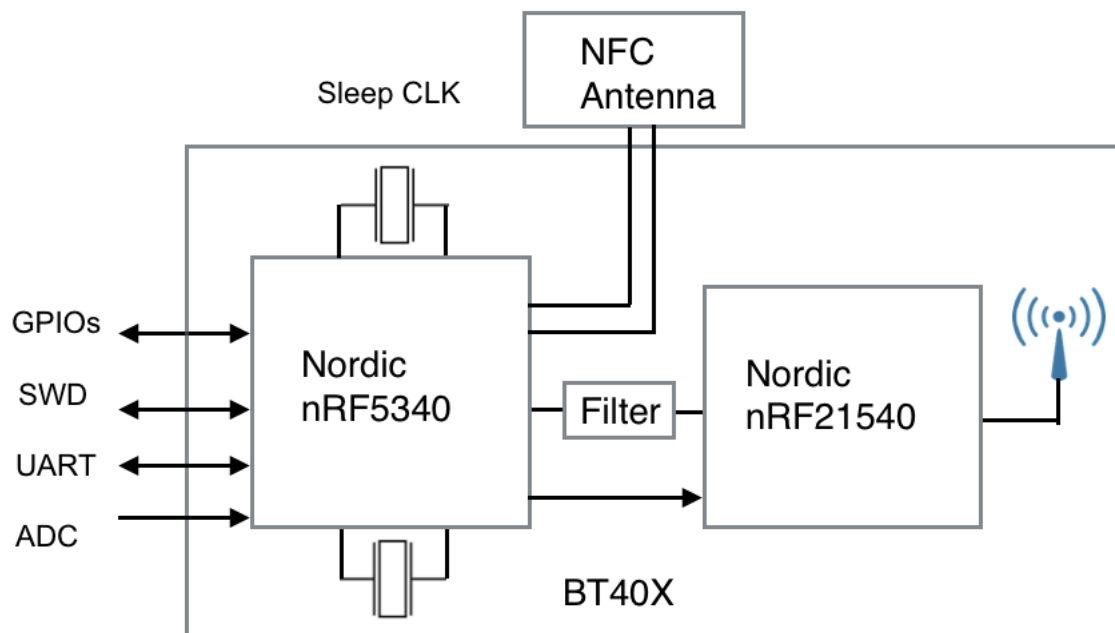 NFC
Antenna
Sleep CLK
GPIOs
SWD
UART
ADC
Nordic
nRF5340
Filter
Nordic
nRF21540
BT40X